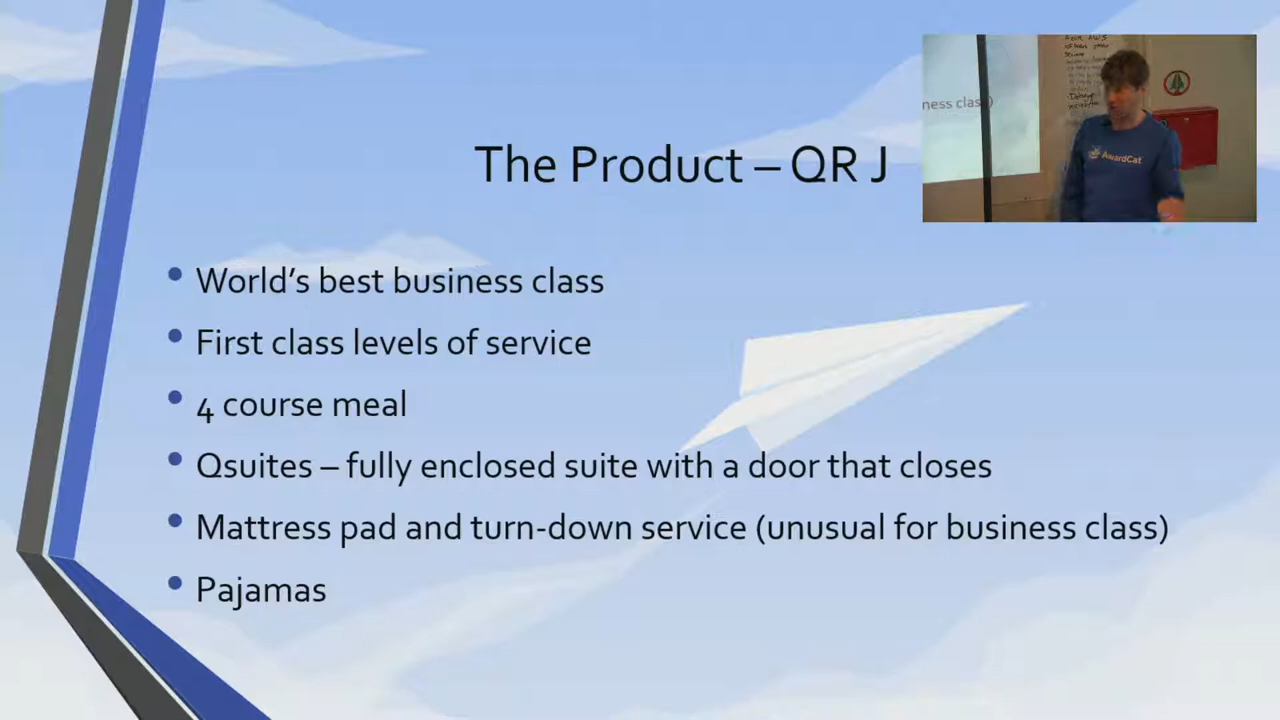 The Product – QR J
World's best business class
First class levels of service
4 course meal
Qsuites – fully enclosed suite with a door that closes
Mattress pad and turn-down service (unusual for business class)
Pajamas
ness class)
AwardCat